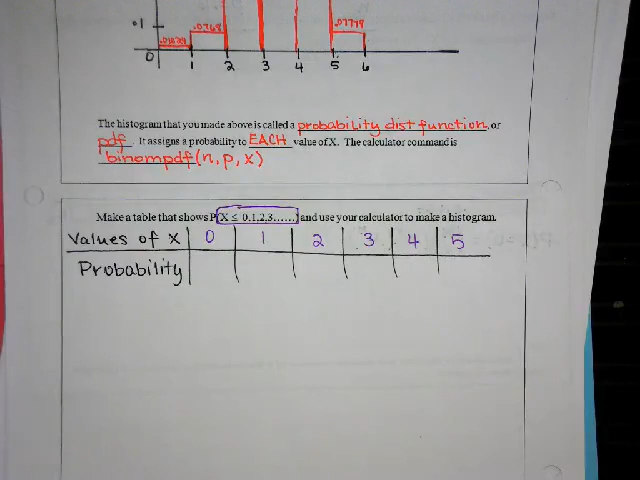 .1
.01024
.0768
.07778
0 1 2 3 4 5 6
The histogram that you made above is called a probability dist function, or
pdf. It assigns a probability to EACH value of X. The calculator command is
binompdf(n, p, x)
Make a table that shows P(X ≤ 0,1,2,3......) and use your calculator to make a histogram.
Values of X 0 1 2 3 4 5
Probability